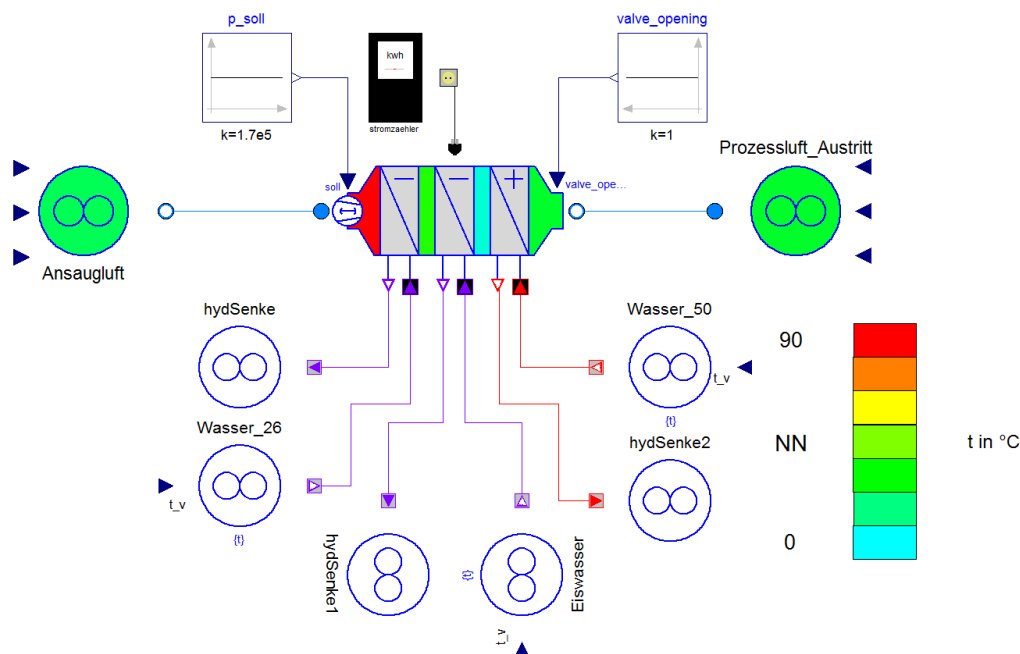 p_soll
valve_opening
kwh
stromzaehler
k=1.7e5
k=1
Prozessluft_Austritt
soll
valve_ope...
Ansaugluft
hydSenke
Wasser_50
90
t_v
{t}
Wasser_26
hydSenke2
NN
t in °C
t_v
{t}
0
hydSenke1
{t}
Eiswasser
t_v